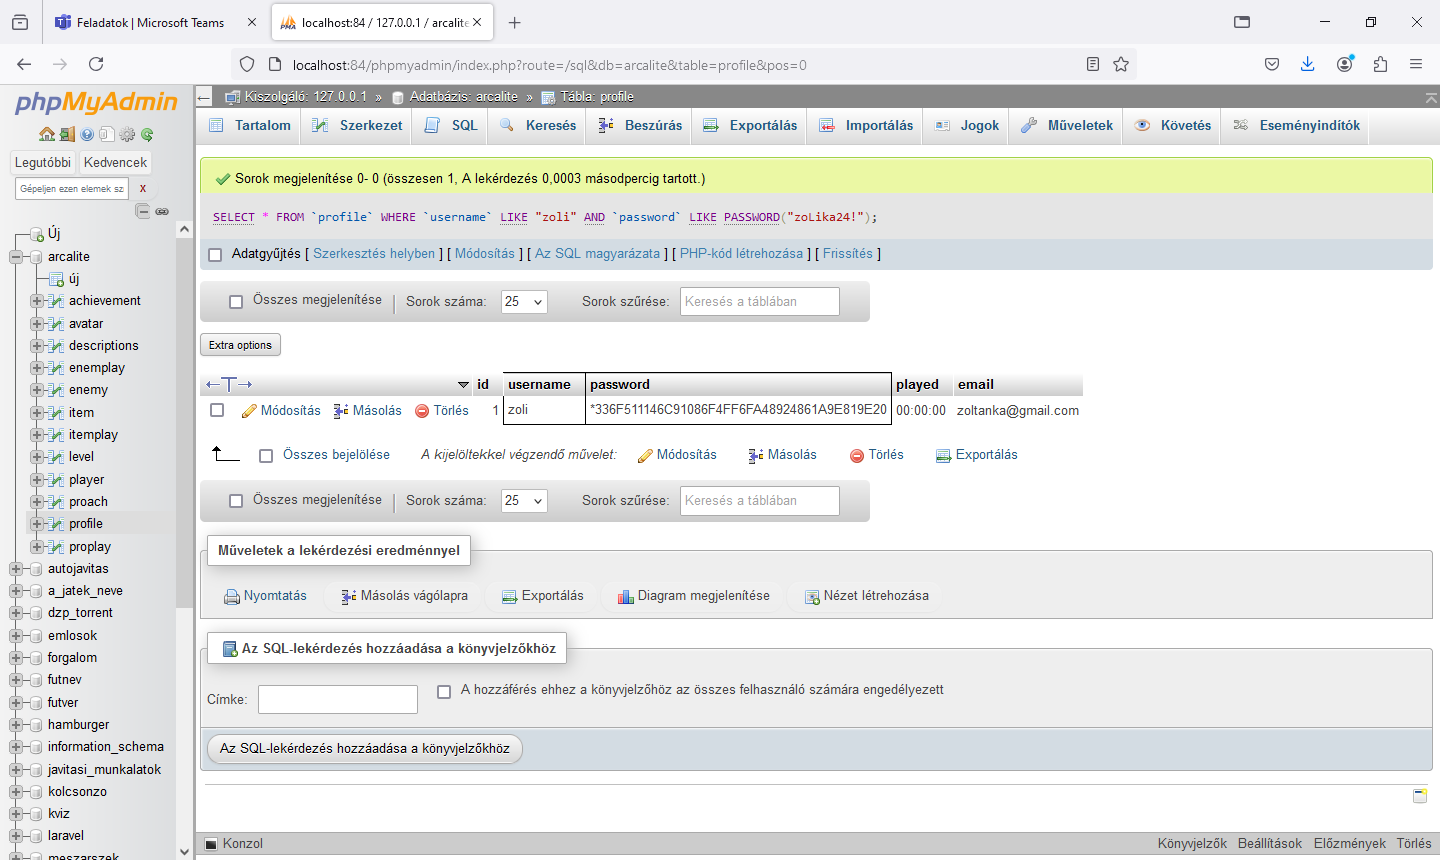 Feladatok | Microsoft Teams
localhost:84 / 127.0.0.1 / arcalite
localhost:84/phpmyadmin/index.php?route=/sql&db=arcalite&table=profile&pos=0
phpMyAdmin
Legutóbbi Kedvencek
Gépeljen ezen elemek sz x
Új
arcalite
új
achievement
avatar
descriptions
enemplay
enemy
item
itemplay
level
player
proach
profile
proplay
autojavitas
a_jatek_neve
dzp_torrent
emlosok
forgalom
futnev
futver
hamburger
information_schema
javitasi_munkalatok
kolcsonzo
kviz
laravel
meszarszek
Kiszolgáló: 127.0.0.1 » Adatbázis: arcalite » Tábla: profile
Tartalom Szerkezet SQL Keresés Beszúrás Exportálás Importálás Jogok Műveletek Követés Eseményindítók
Sorok megjelenítése 0- 0 (összesen 1, A lekérdezés 0,0003 másodpercig tartott.)
SELECT * FROM `profile` WHERE `username` LIKE "zoli" AND `password` LIKE PASSWORD("zoLika24!");
Adatgyűjtés [ Szerkesztés helyben ] [ Módosítás ] [ Az SQL magyarázata ] [ PHP-kód létrehozása ] [ Frissítés ]
Összes megjelenítése | Sorok száma: 25 Sorok szűrése: Keresés a táblában
Extra options
←T→ id username password played email
Módosítás Másolás Törlés 1 zoli *336F511146C91086F4FF6FA48924861A9E819E20 00:00:00 zoltanka@gmail.com
Összes bejelölése A kijelöltekkel végzendő művelet: Módosítás Másolás Törlés Exportálás
Összes megjelenítése | Sorok száma: 25 Sorok szűrése: Keresés a táblában
Műveletek a lekérdezési eredménnyel
Nyomtatás Másolás vágólapra Exportálás Diagram megjelenítése Nézet létrehozása
Az SQL-lekérdezés hozzáadása a könyvjelzőkhöz
Címke: A hozzáférés ehhez a könyvjelzőhöz az összes felhasználó számára engedélyezett
Az SQL-lekérdezés hozzáadása a könyvjelzőkhöz
Konzol Könyvjelzők Beállítások Előzmények Törlés